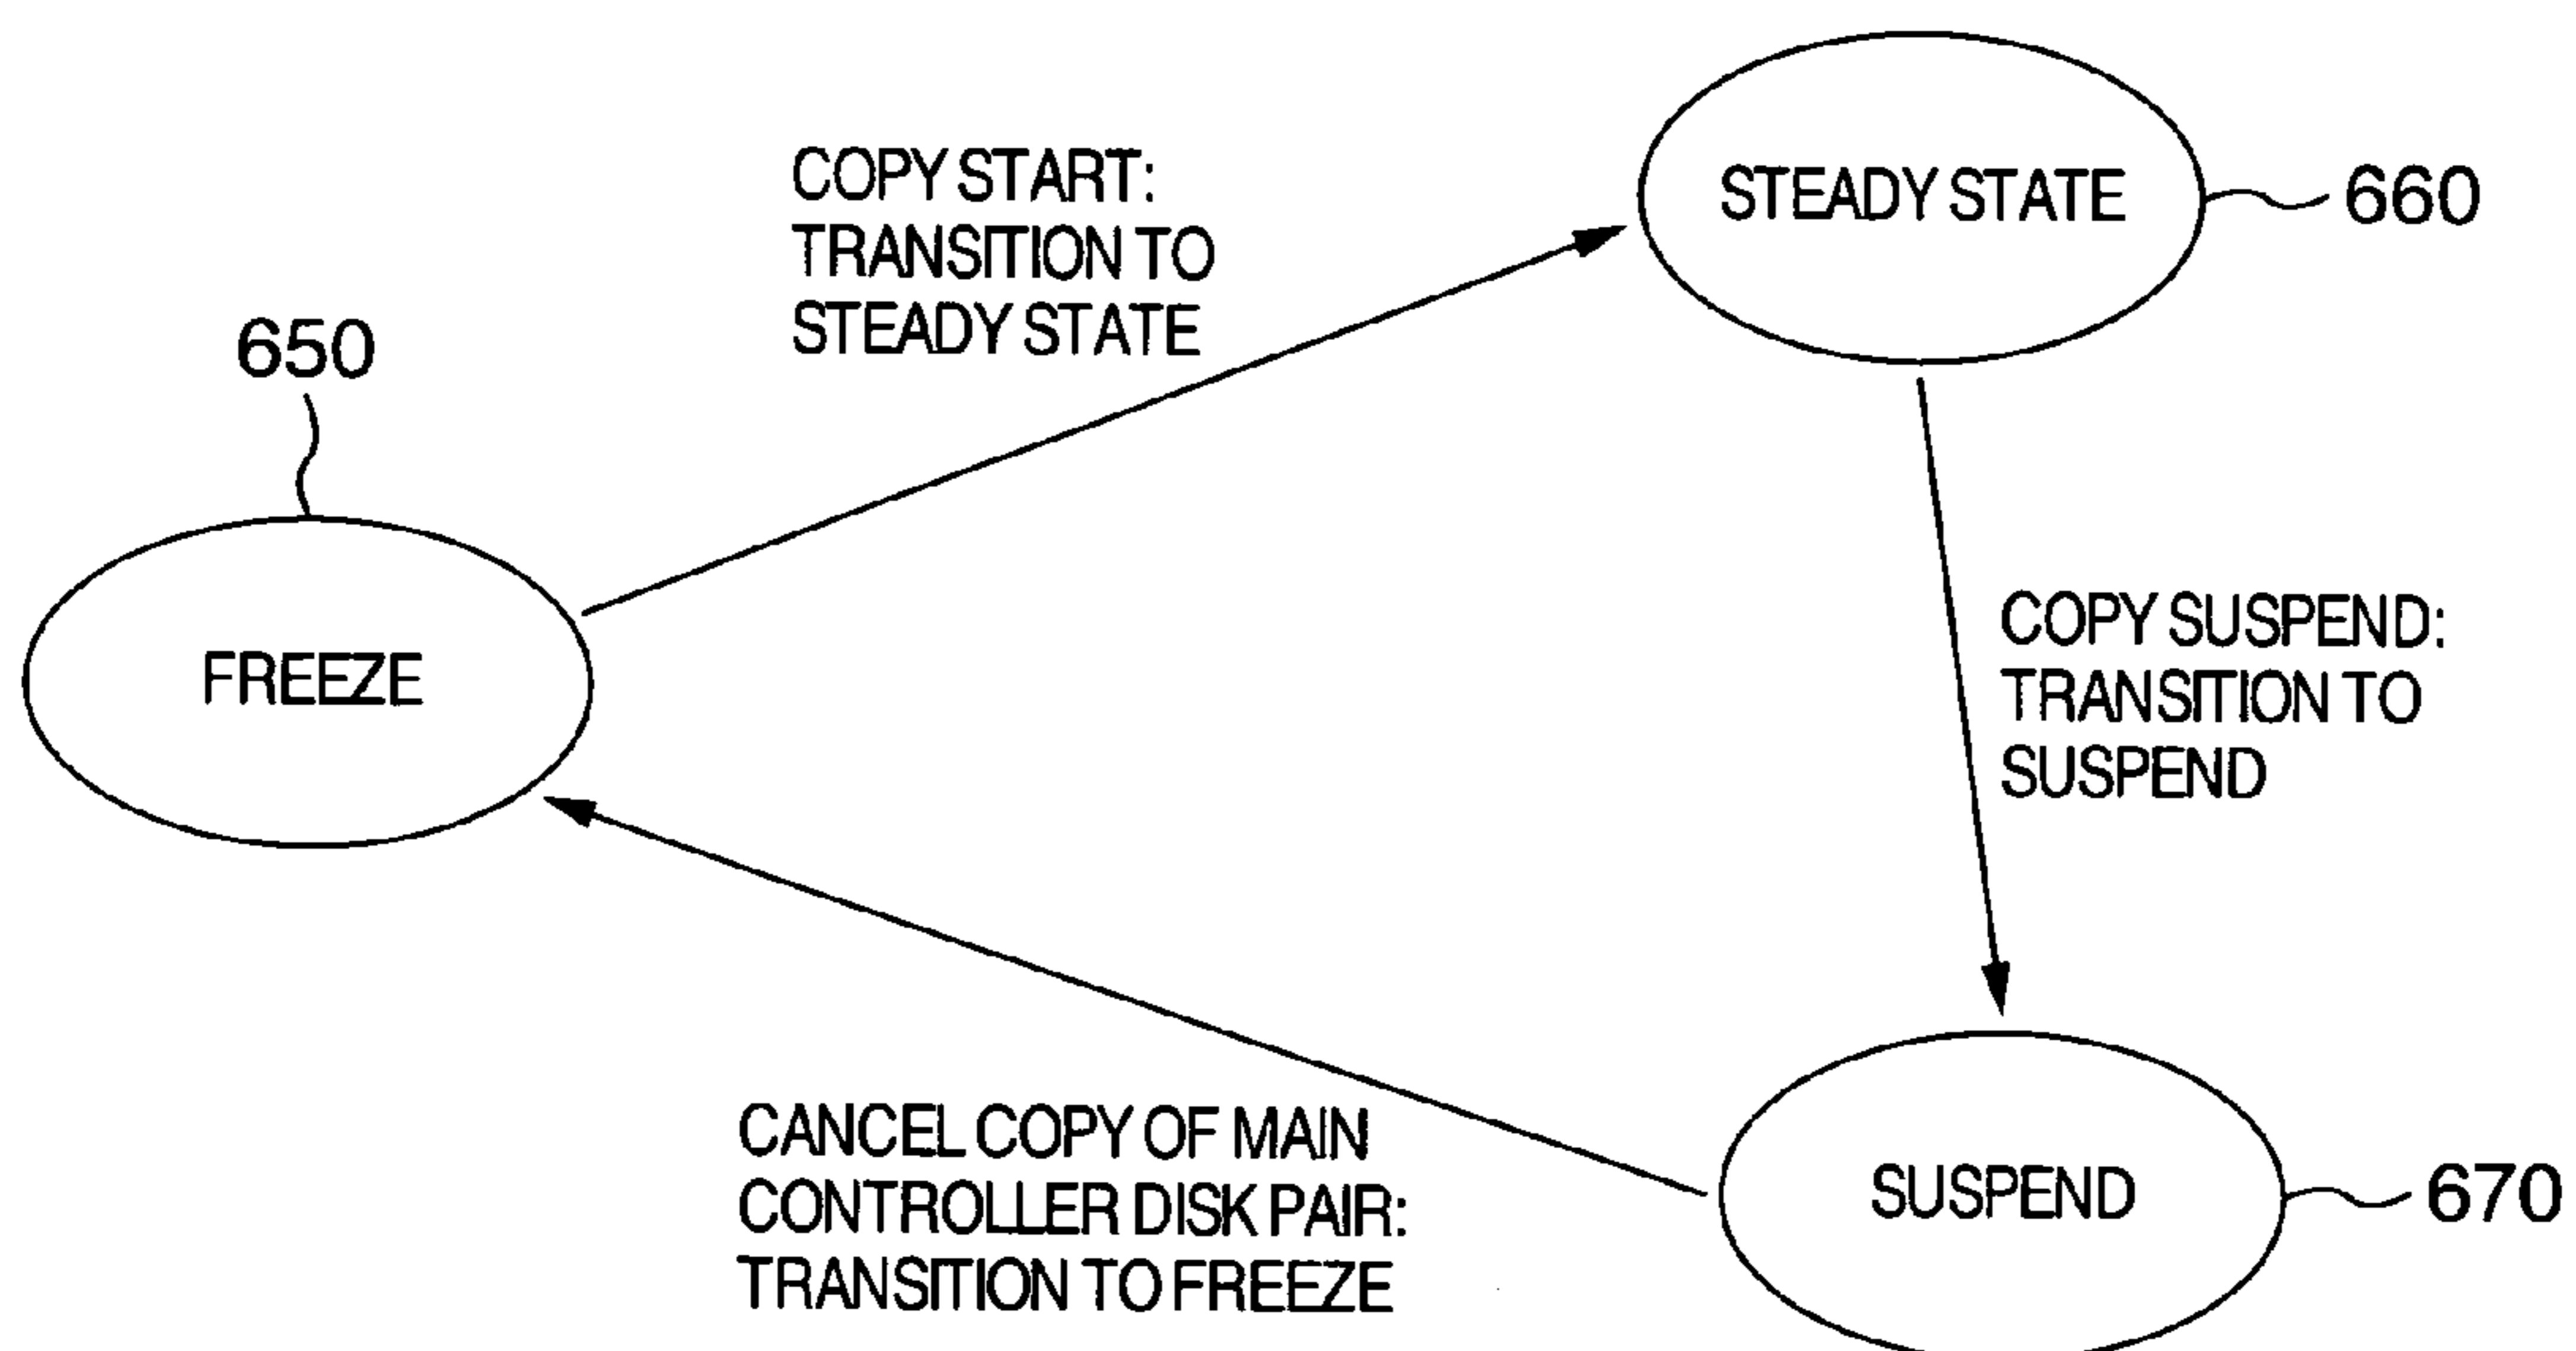 COPY START:
TRANSITION TO
STEADY STATE
STEADY STATE
660
650
FREEZE
COPY SUSPEND:
TRANSITION TO
SUSPEND
CANCEL COPY OF MAIN
CONTROLLER DISK PAIR:
TRANSITION TO FREEZE
SUSPEND
670